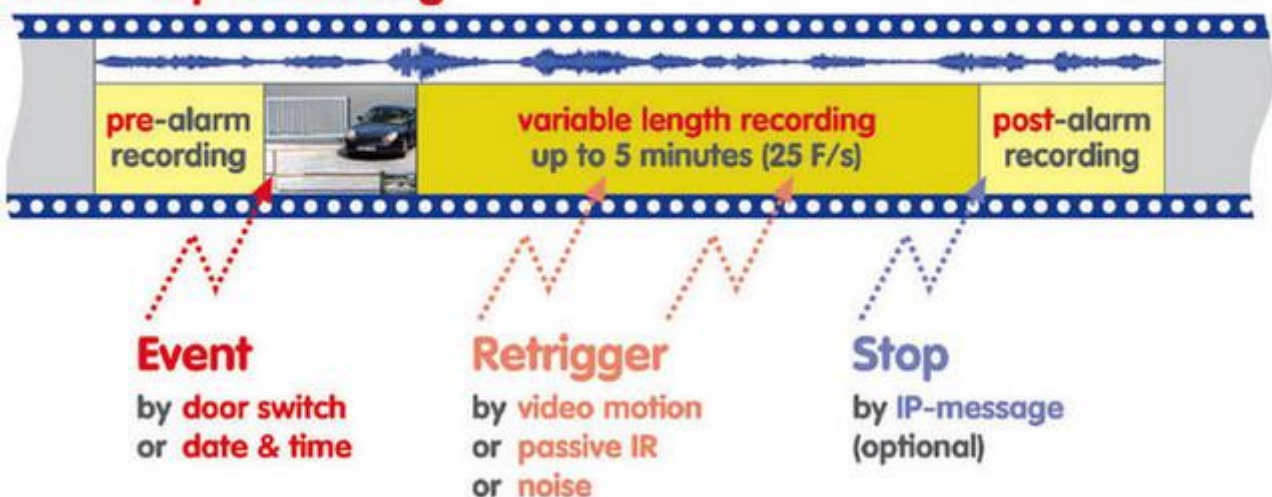 pre-alarm
recording
variable length recording
up to 5 minutes (25 F/s)
post-alarm
recording
Event
by door switch
or date & time
Retrigger
by video motion
or passive IR
or noise
Stop
by IP-message
(optional)